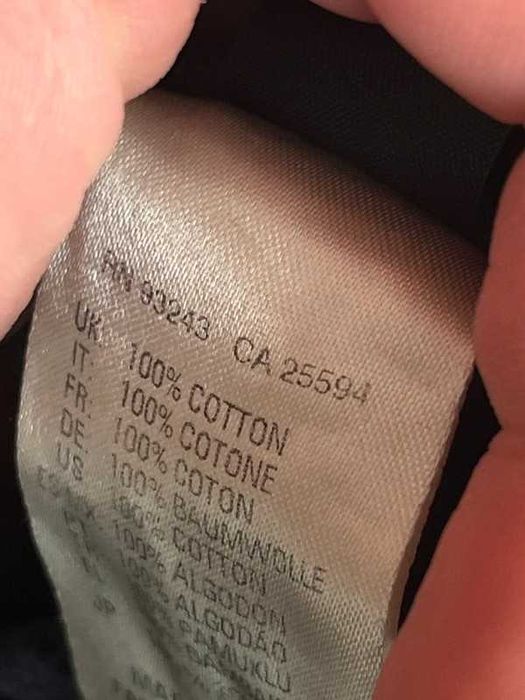 RN 93243 CA 25594
UK: 100% COTTON
IT: 100% COTONE
FR: 100% COTON
DE: 100% BAUMWOLLE
US 100% COTTON
100% ALGODON
100% ALGODÃO
PAMUKLU